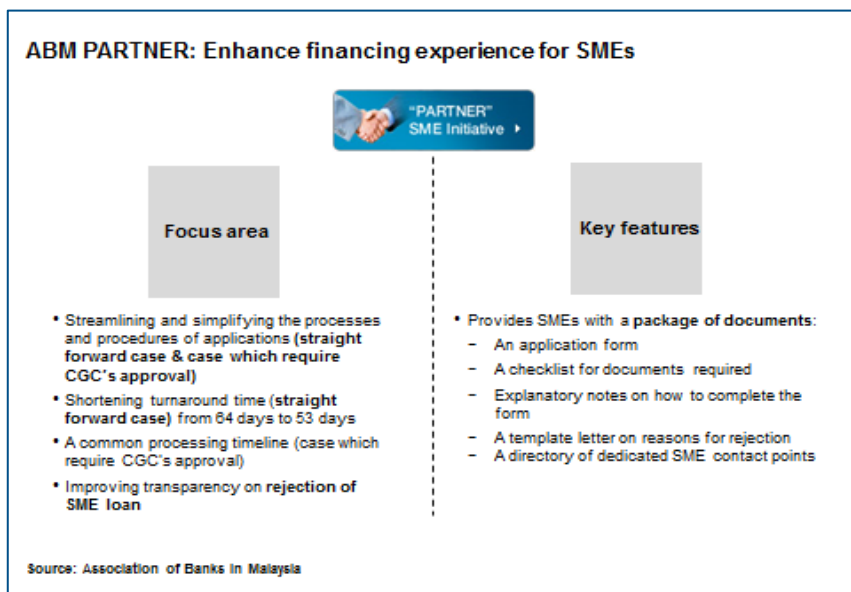 ABM PARTNER: Enhance financing experience for SMEs
"PARTNER"
SME Initiative
Focus area
• Streamlining and simplifying the processes
and procedures of applications (straight
forward case & case which require
CGC's approval)
• Shortening turnaround time (straight
forward case) from 64 days to 53 days
• A common processing timeline (case which
require CGC's approval)
• Improving transparency on rejection of
SME loan
Key features
• Provides SMEs with a package of documents:
– An application form
– A checklist for documents required
– Explanatory notes on how to complete the
form
– A template letter on reasons for rejection
– A directory of dedicated SME contact points
Source: Association of Banks in Malaysia